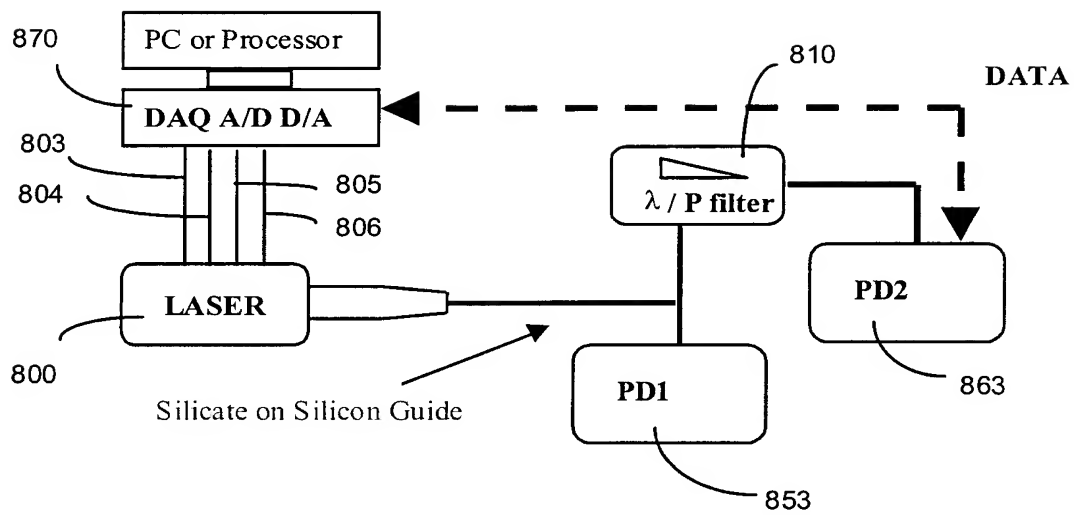 870
PC or Processor
810
DATA
DAQ A/D D/A
803
804
805
806
λ / P filter
LASER
PD2
800
863
Silicate on Silicon Guide
PD1
853